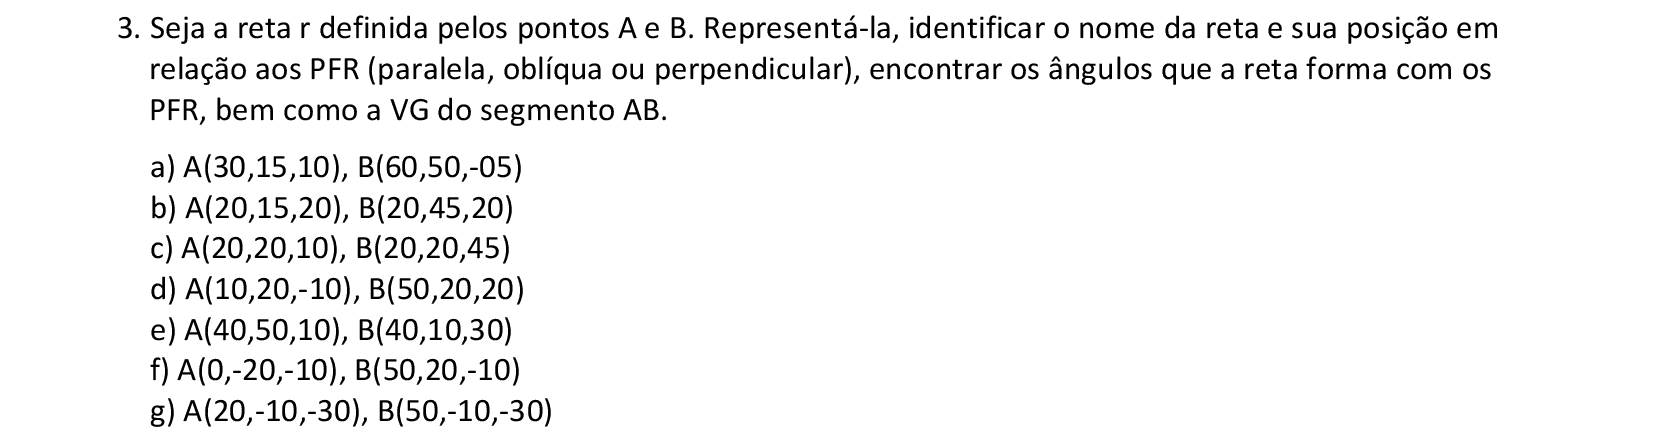 3. Seja a reta r definida pelos pontos A e B. Representá-la, identificar o nome da reta e sua posição em
relação aos PFR (paralela, oblíqua ou perpendicular), encontrar os ângulos que a reta forma com os
PFR, bem como a VG do segmento AB.
a) A(30,15,10), B(60,50,-05)
b) A(20,15,20), B(20,45,20)
c) A(20,20,10), B(20,20,45)
d) A(10,20,-10), B(50,20,20)
e) A(40,50,10), B(40,10,30)
f) A(0,-20,-10), B(50,20,-10)
g) A(20,-10,-30), B(50,-10,-30)